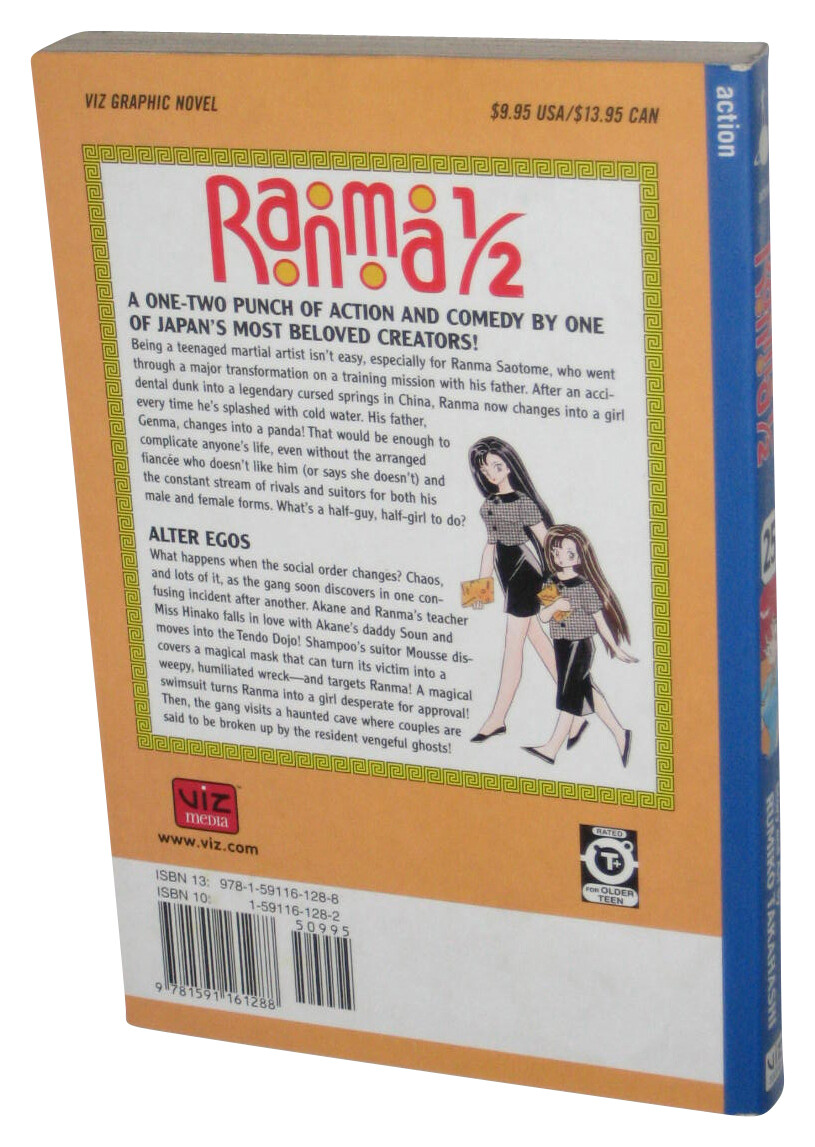 VIZ GRAPHIC NOVEL
$9.95 USA/$13.95 CAN
Ranma ½
A ONE-TWO PUNCH OF ACTION AND COMEDY BY ONE
OF JAPAN'S MOST BELOVED CREATORS!
Being a teenaged martial artist isn't easy, especially for Ranma Saotome, who went
through a major transformation on a training mission with his father. After an acci-
dental dunk into a legendary cursed springs in China, Ranma now changes into a girl
every time he's splashed with cold water. His father,
Genma, changes into a panda! That would be enough to
complicate anyone's life, even without the arranged
fiancée who doesn't like him (or says she doesn't) and
the constant stream of rivals and suitors for both his
male and female forms. What's a half-guy, half-girl to do?
ALTER EGOS
What happens when the social order changes? Chaos,
and lots of it, as the gang soon discovers in one con-
fusing incident after another. Akane and Ranma's teacher
Miss Hinako falls in love with Akane's daddy Soun and
moves into the Tendo Dojo! Shampoo's suitor Mousse dis-
covers a magical mask that can turn its victim into a
weepy, humiliated wreck—and targets Ranma! A magical
swimsuit turns Ranma into a girl desperate for approval!
Then, the gang visits a haunted cave where couples are
said to be broken up by the resident vengeful ghosts!
VIZ
MEDIA
www.viz.com
RATED
T+
FOR OLDER
TEEN
ISBN 13: 978-1-59116-128-8
ISBN 10: 1-59116-128-2
50995
9 781591 161288
action
Ranma ½
25
RUMIKO TAKAHASHI
VIZ